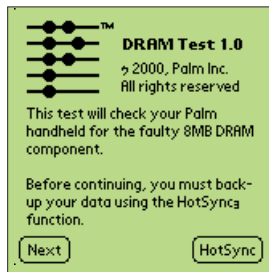 ™
DRAM Test 1.0
פ 2000, Palm Inc.
All rights reserved
This test will check your Palm
handheld for the faulty 8MB DRAM
component.
Before continuing, you must back-
up your data using the HotSync³
function.
Next
HotSync